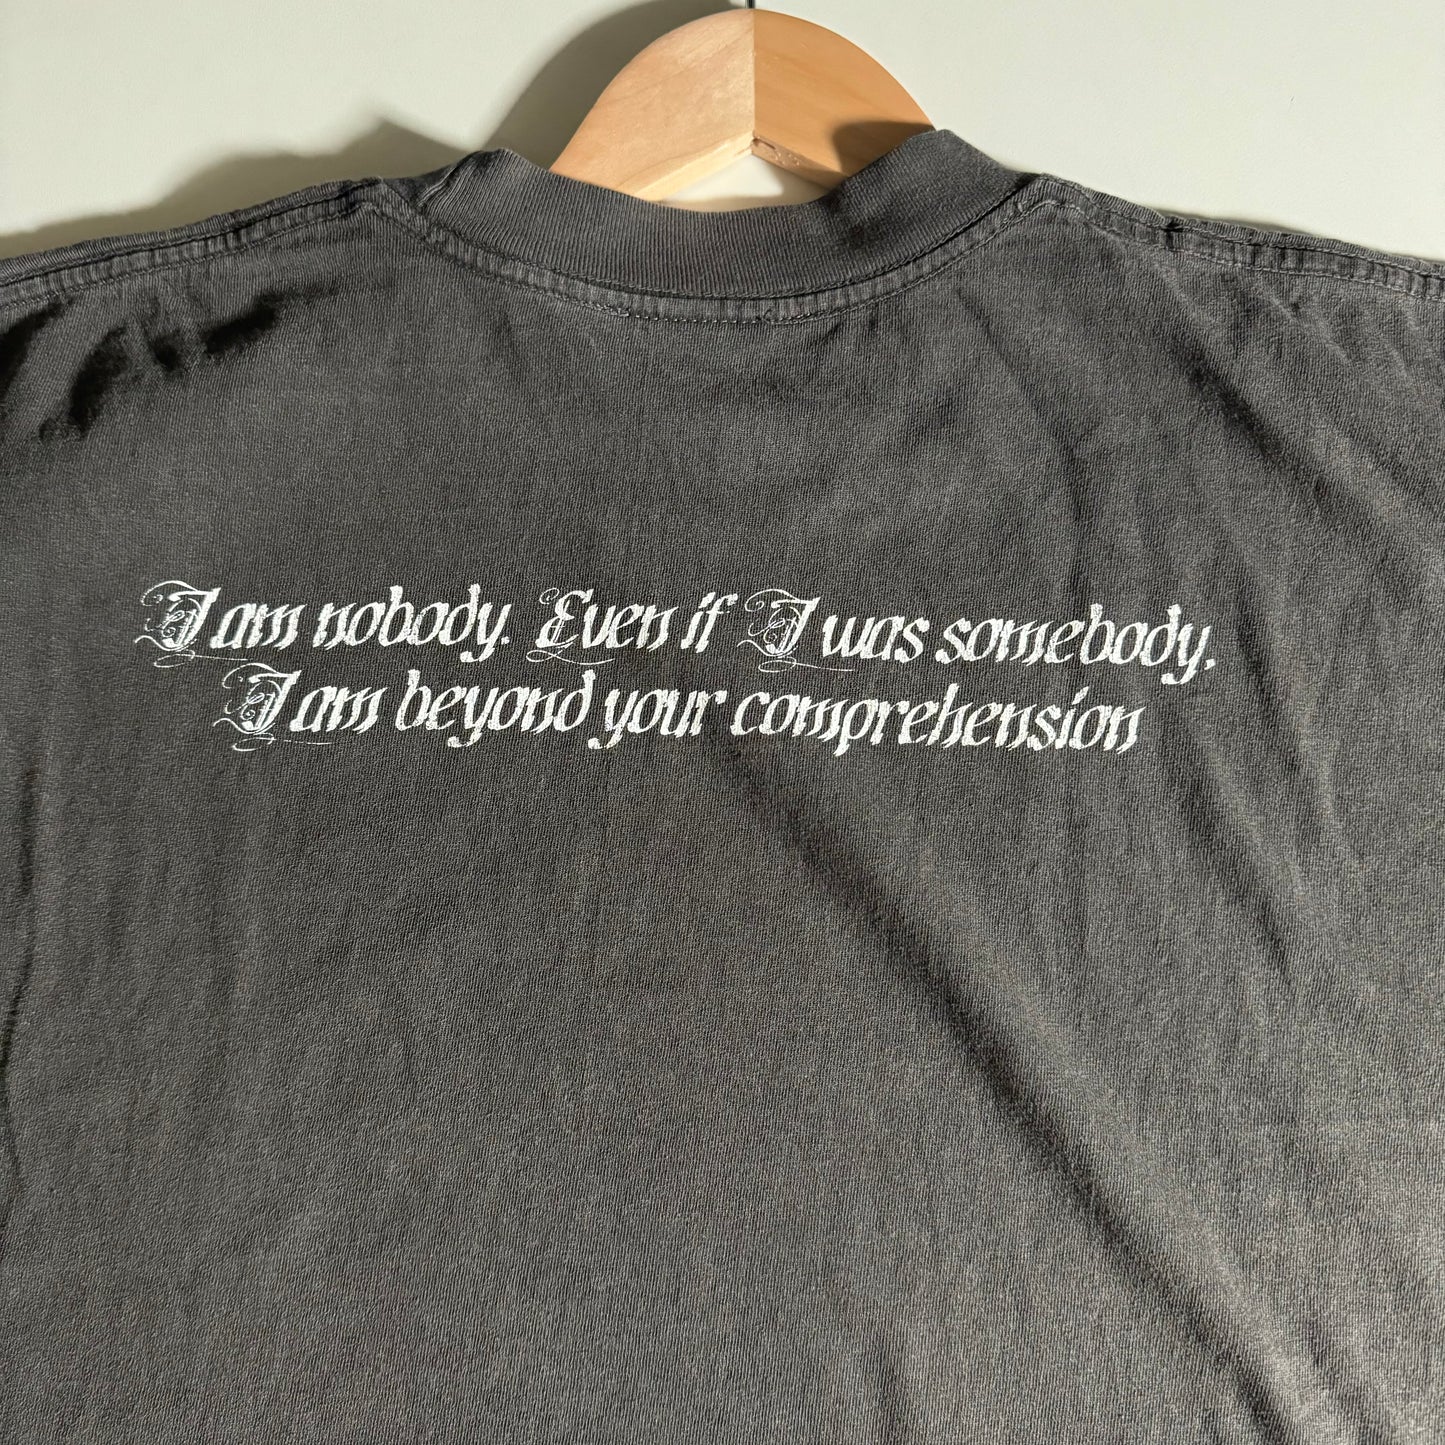 I am nobody. Even if I was somebody,
I am beyond your comprehension